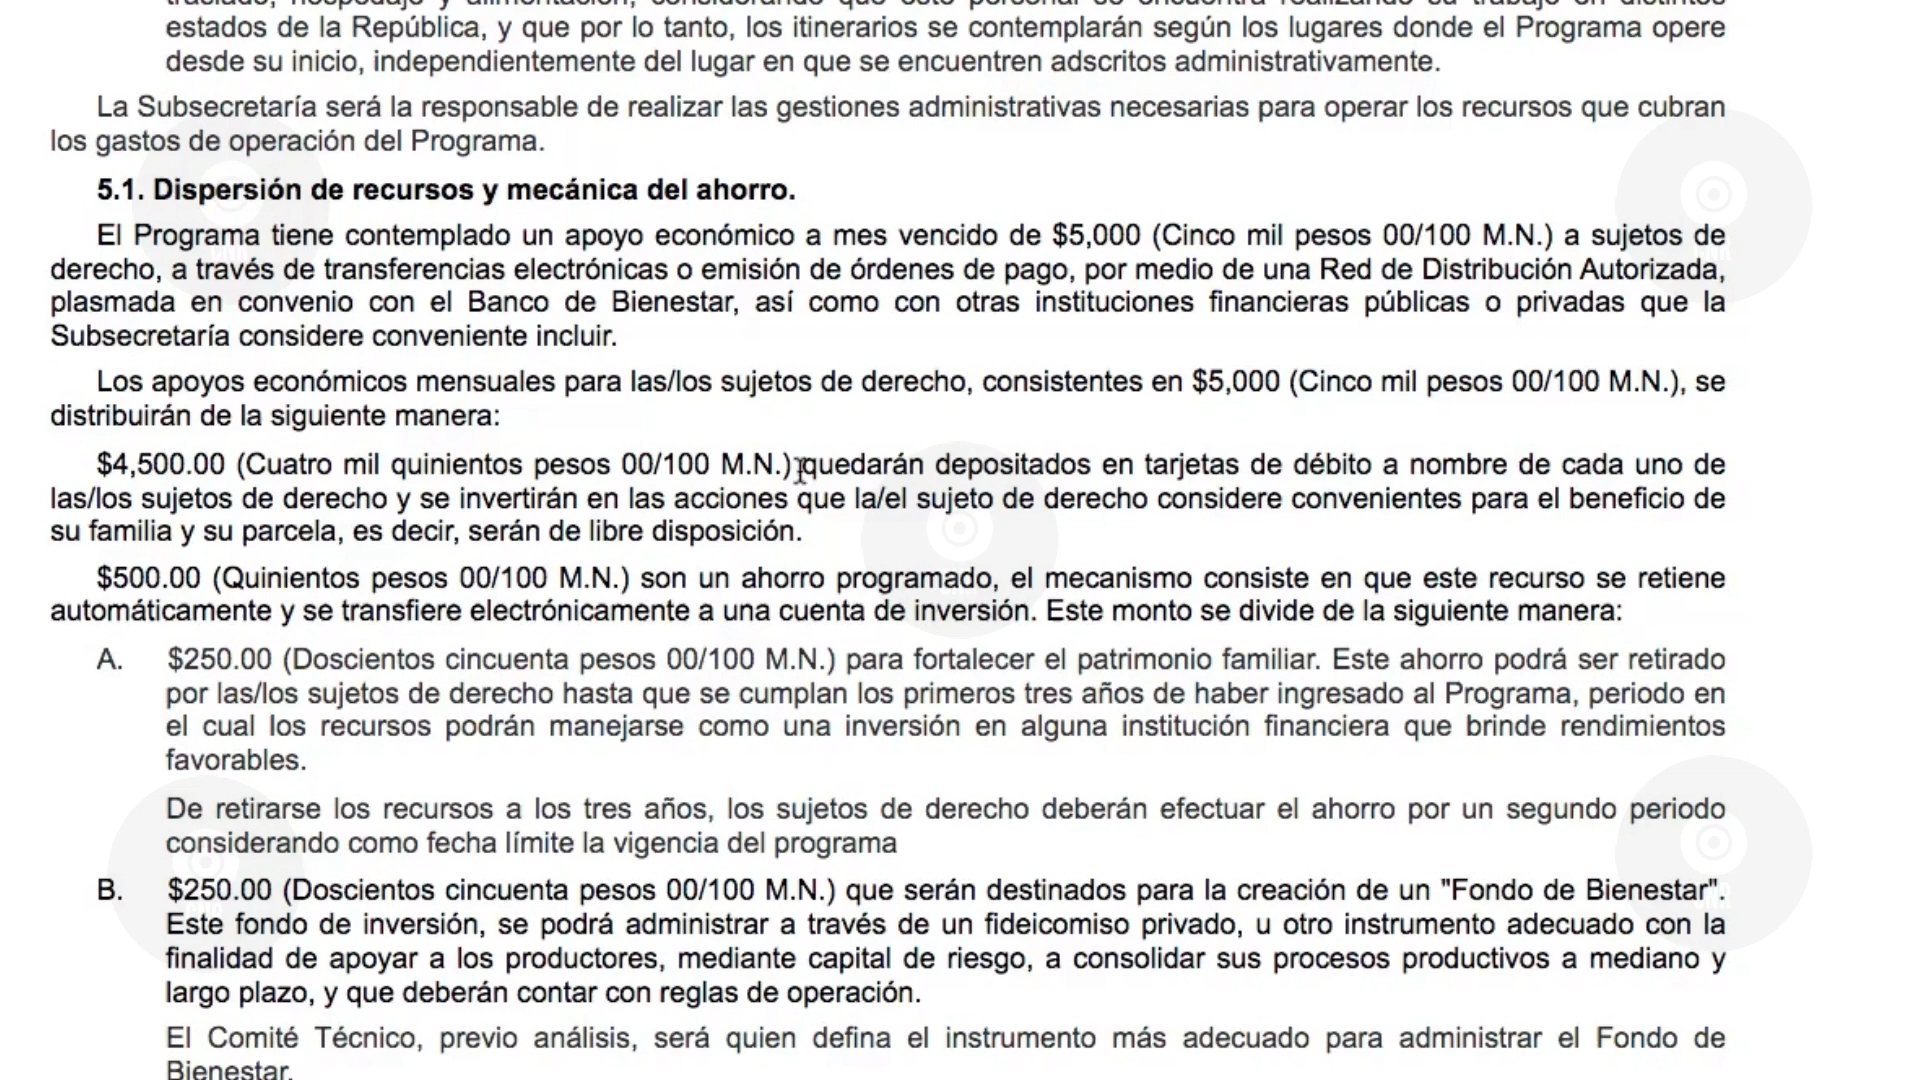 traslado, hospedaje y alimentación, considerando que este personal se encuentra realizando su trabajo en distintos
estados de la República, y que por lo tanto, los itinerarios se contemplarán según los lugares donde el Programa opere
desde su inicio, independientemente del lugar en que se encuentren adscritos administrativamente.
La Subsecretaría será la responsable de realizar las gestiones administrativas necesarias para operar los recursos que cubran
los gastos de operación del Programa.
5.1. Dispersión de recursos y mecánica del ahorro.
El Programa tiene contemplado un apoyo económico a mes vencido de $5,000 (Cinco mil pesos 00/100 M.N.) a sujetos de
derecho, a través de transferencias electrónicas o emisión de órdenes de pago, por medio de una Red de Distribución Autorizada,
plasmada en convenio con el Banco de Bienestar, así como con otras instituciones financieras públicas o privadas que la
Subsecretaría considere conveniente incluir.
Los apoyos económicos mensuales para las/los sujetos de derecho, consistentes en $5,000 (Cinco mil pesos 00/100 M.N.), se
distribuirán de la siguiente manera:
$4,500.00 (Cuatro mil quinientos pesos 00/100 M.N.) quedarán depositados en tarjetas de débito a nombre de cada uno de
las/los sujetos de derecho y se invertirán en las acciones que la/el sujeto de derecho considere convenientes para el beneficio de
su familia y su parcela, es decir, serán de libre disposición.
$500.00 (Quinientos pesos 00/100 M.N.) son un ahorro programado, el mecanismo consiste en que este recurso se retiene
automáticamente y se transfiere electrónicamente a una cuenta de inversión. Este monto se divide de la siguiente manera:
A. $250.00 (Doscientos cincuenta pesos 00/100 M.N.) para fortalecer el patrimonio familiar. Este ahorro podrá ser retirado
por las/los sujetos de derecho hasta que se cumplan los primeros tres años de haber ingresado al Programa, periodo en
el cual los recursos podrán manejarse como una inversión en alguna institución financiera que brinde rendimientos
favorables.
De retirarse los recursos a los tres años, los sujetos de derecho deberán efectuar el ahorro por un segundo periodo
considerando como fecha límite la vigencia del programa
B. $250.00 (Doscientos cincuenta pesos 00/100 M.N.) que serán destinados para la creación de un "Fondo de Bienestar".
Este fondo de inversión, se podrá administrar a través de un fideicomiso privado, u otro instrumento adecuado con la
finalidad de apoyar a los productores, mediante capital de riesgo, a consolidar sus procesos productivos a mediano y
largo plazo, y que deberán contar con reglas de operación.
El Comité Técnico, previo análisis, será quien defina el instrumento más adecuado para administrar el Fondo de
Bienestar.